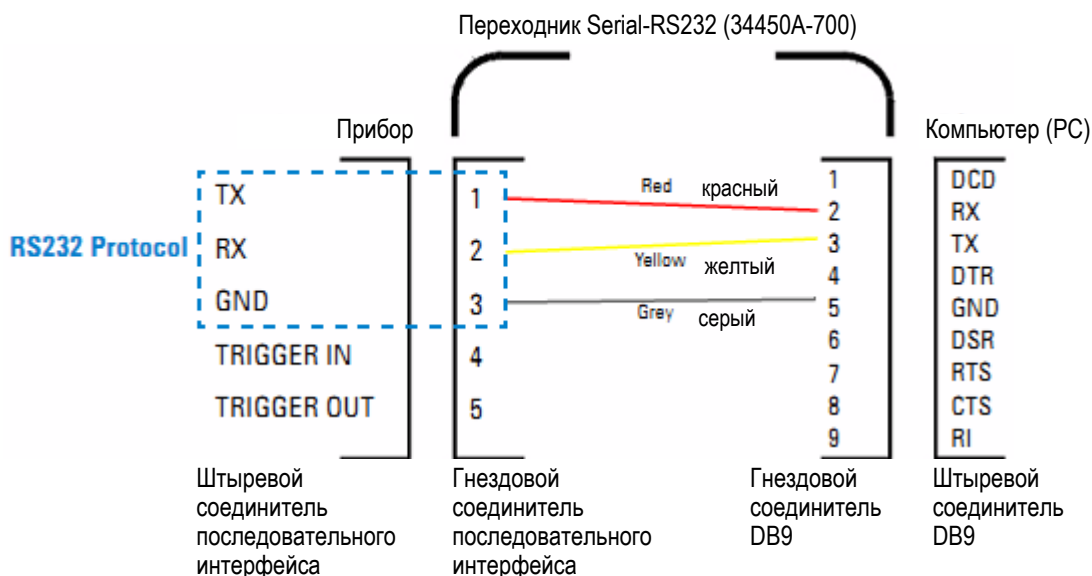 Переходник Serial-RS232 (34450A-700)
Прибор
Компьютер (PC)
RS232 Protocol
TX
RX
GND
TRIGGER IN
TRIGGER OUT
1
2
3
4
5
Red красный
Yellow желтый
Grey серый
1
2
3
4
5
6
7
8
9
DCD
RX
TX
DTR
GND
DSR
RTS
CTS
RI
Штыревой
соединитель
последовательного
интерфейса
Гнездовой
соединитель
последовательного
интерфейса
Гнездовой
соединитель
DB9
Штыревой
соединитель
DB9